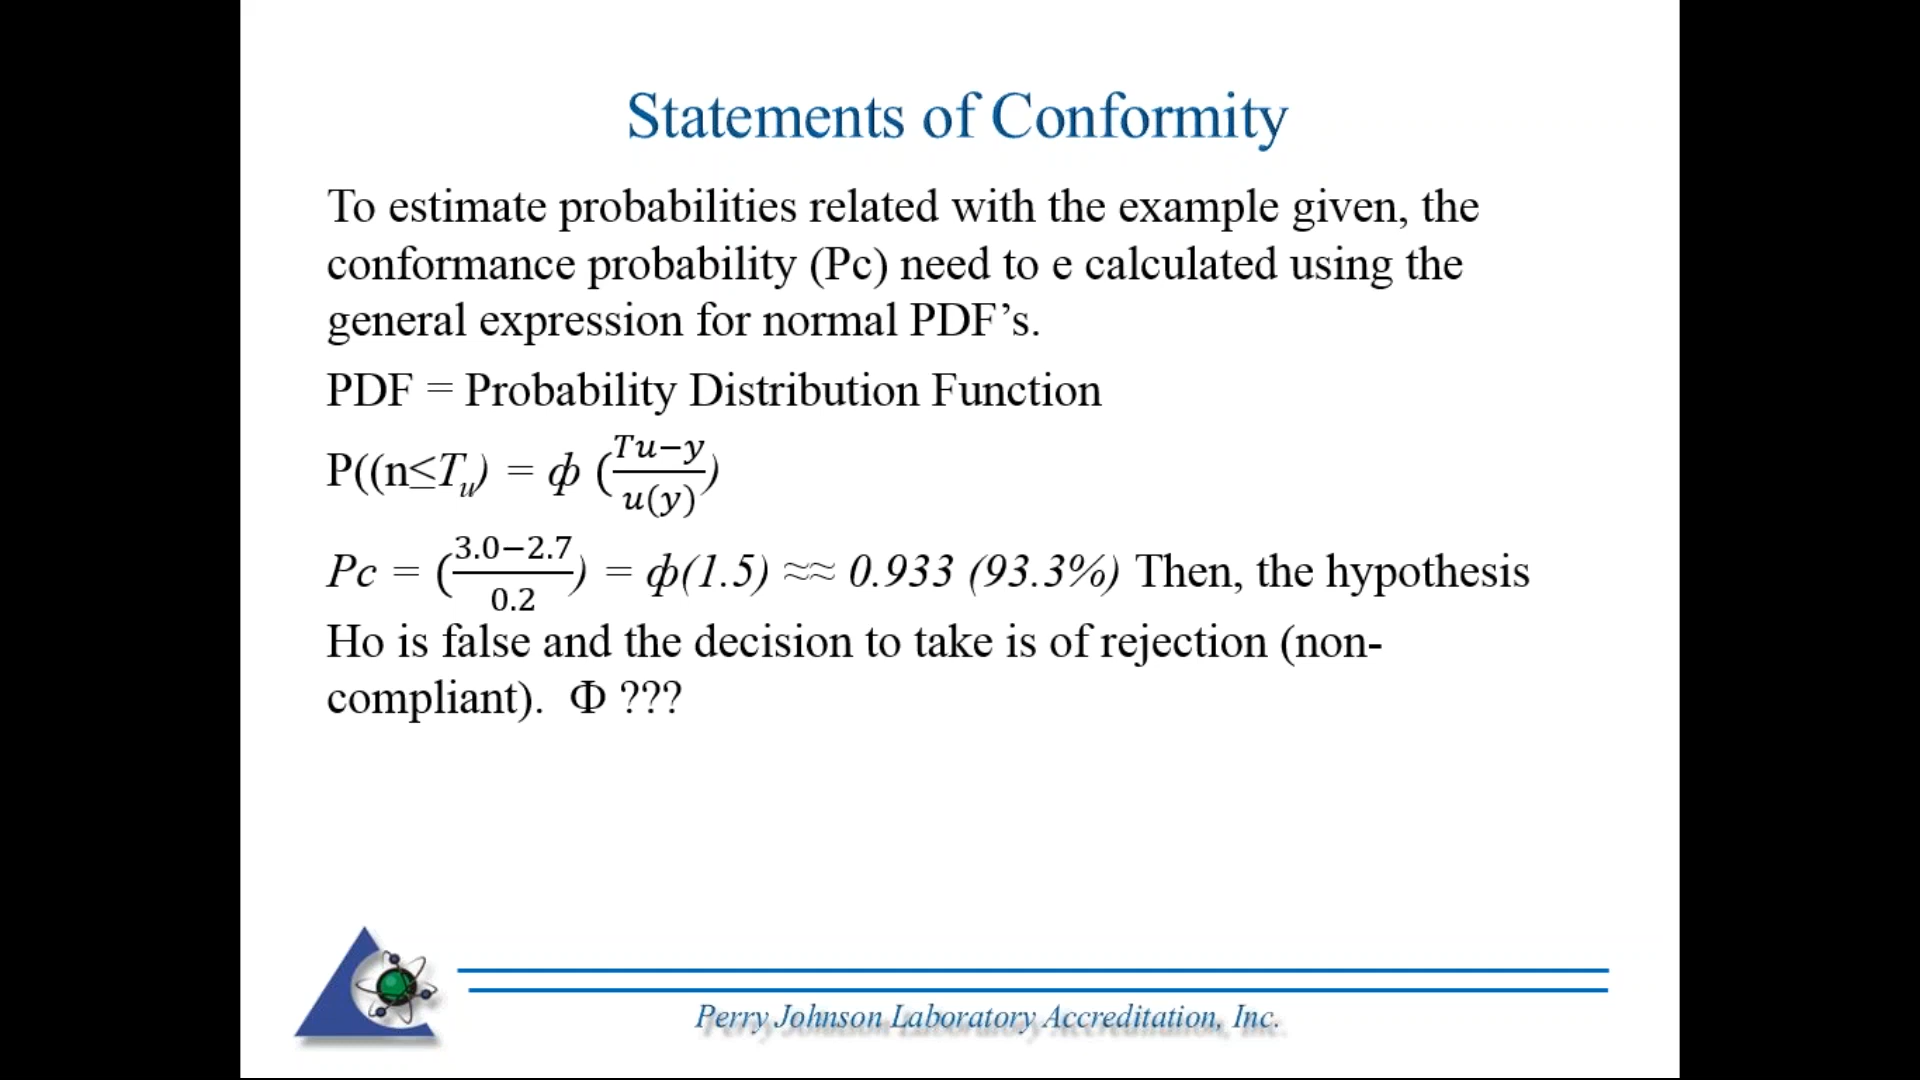 Statements of Conformity
To estimate probabilities related with the example given, the
conformance probability (Pc) need to e calculated using the
general expression for normal PDF’s.
PDF = Probability Distribution Function
P((n≤Tu) = ф (Tu−y/u(y))
Pc = (3.0−2.7/0.2) = ф(1.5) ≈≈ 0.933 (93.3%) Then, the hypothesis
Ho is false and the decision to take is of rejection (non-
compliant). Φ ???
Perry Johnson Laboratory Accreditation, Inc.